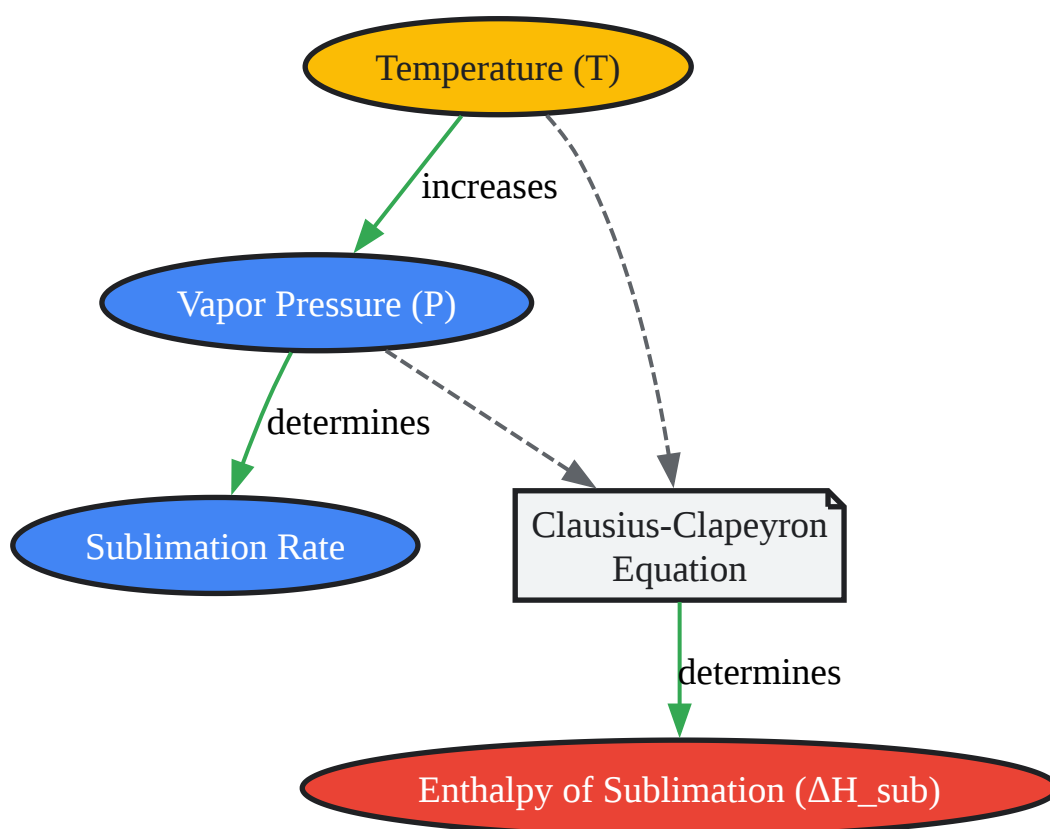 Temperature (T)
increases
Vapor Pressure (P)
determines
Sublimation Rate
Clausius-Clapeyron
Equation
determines
Enthalpy of Sublimation (ΔH_sub)